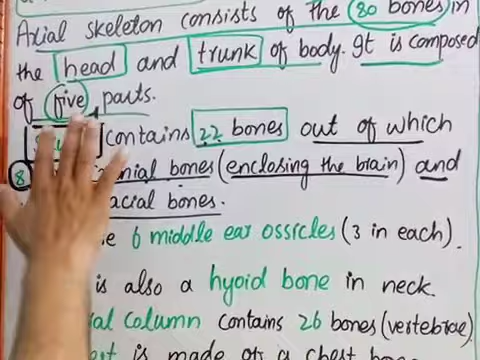 Axial skeleton consists of the 80 bones in
the head and trunk of body. It is composed
of five parts.
contains 22 bones out of which
8 cranial bones (enclosing the brain) and
facial bones.
6 middle ear ossicles (3 in each).
is also a hyoid bone in neck.
column contains 26 bones (vertebrae).
is made of a chest bone